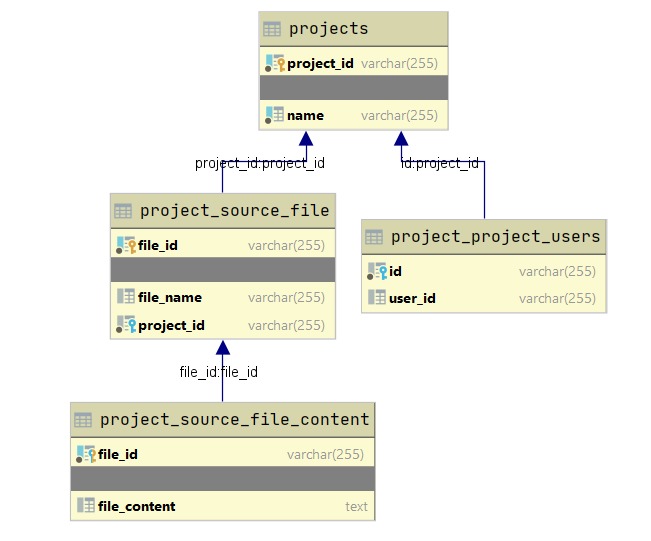 projects
project_id varchar(255)
name varchar(255)
project_id:project_id
id:project_id
project_source_file
file_id varchar(255)
file_name varchar(255)
project_id varchar(255)
project_project_users
id varchar(255)
user_id varchar(255)
file_id:file_id
project_source_file_content
file_id varchar(255)
file_content text